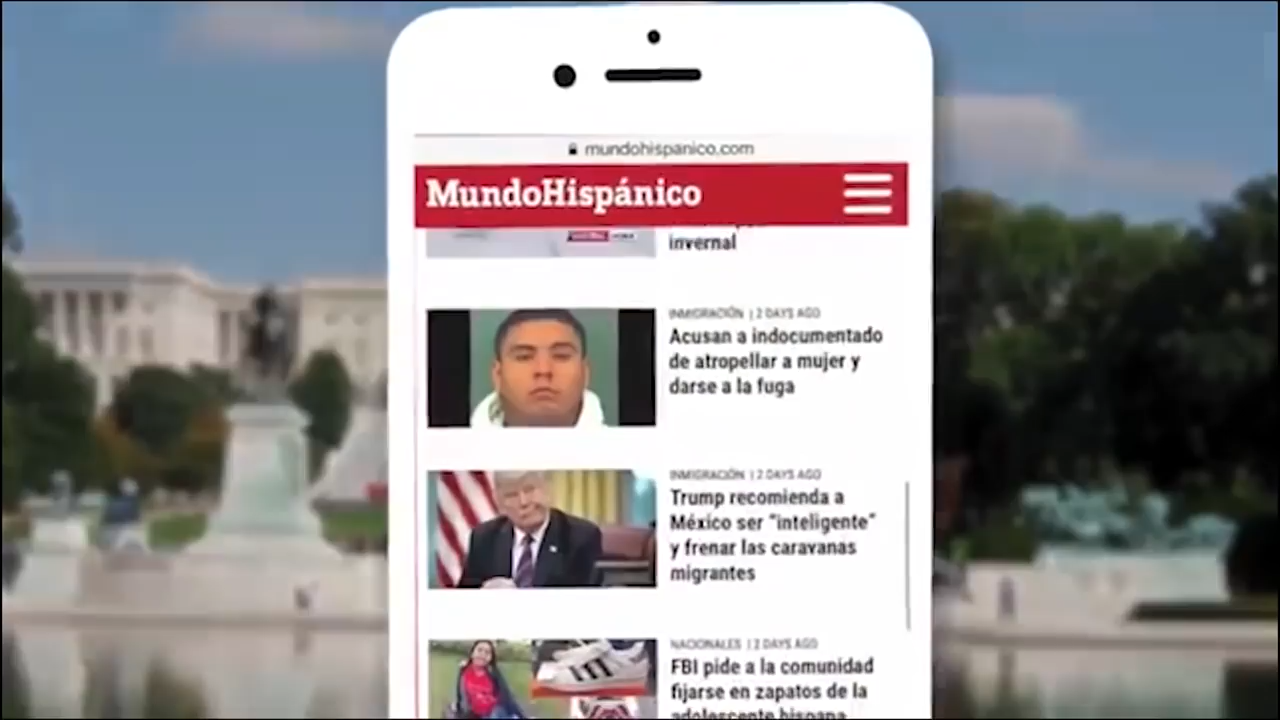 mundohispanico.com
MundoHispánico
invernal
INMIGRACIÓN | 2 DAYS AGO
Acusan a indocumentado
de atropellar a mujer y
darse a la fuga
INMIGRACIÓN | 2 DAYS AGO
Trump recomienda a
México ser “inteligente”
y frenar las caravanas
migrantes
NACIONALES | 2 DAYS AGO
FBI pide a la comunidad
fijarse en zapatos de la
adolescente hispana